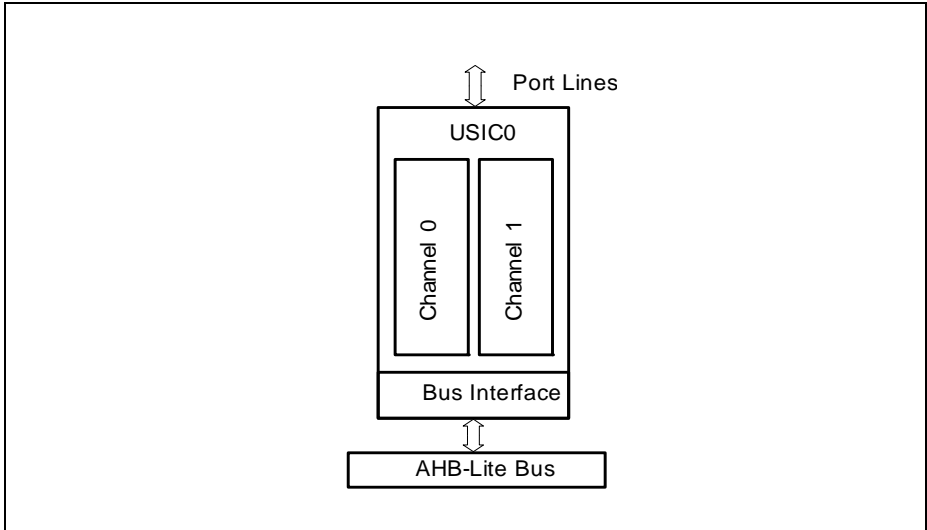 Port Lines
USIC0
Channel 0
Channel 1
Bus Interface
AHB-Lite Bus